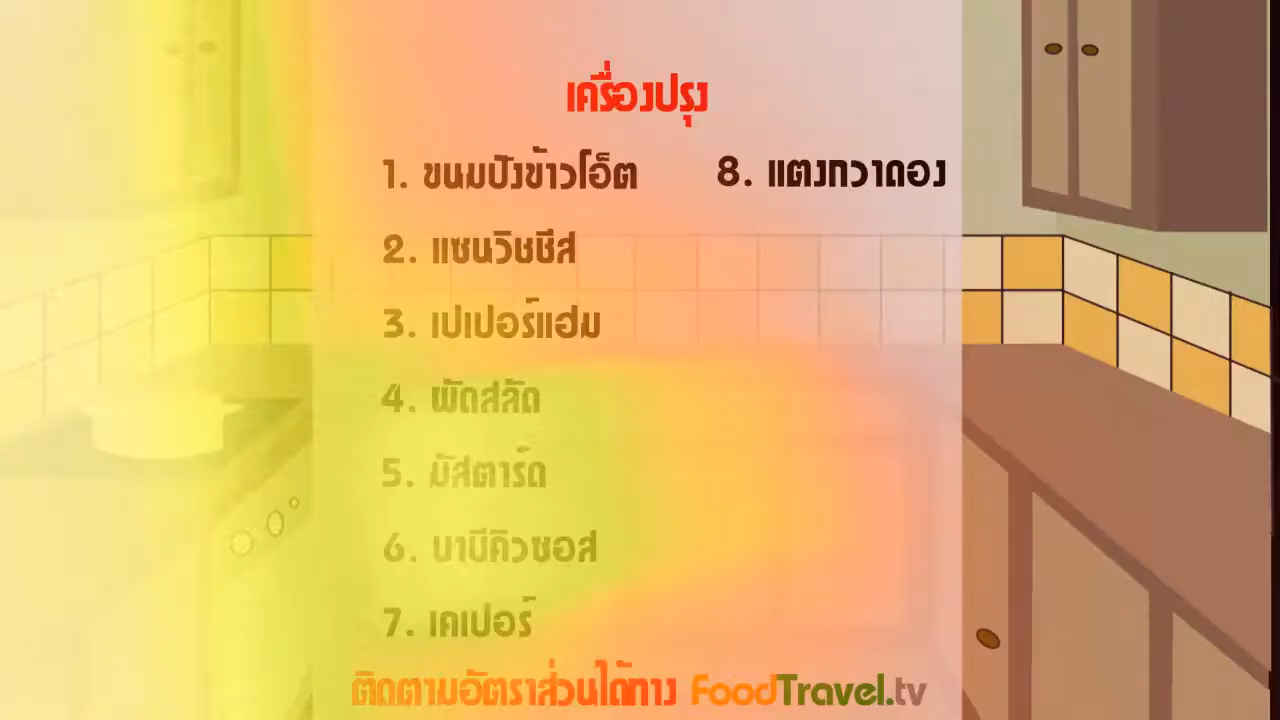 เครื่องปรุง
1. ขนมปังข้าวโอ็ต
2. แซนวิชชีส
3. เปเปอร์แฮม
4. ผักสลัด
5. มัสตาร์ด
6. บาบีคิวซอส
7. เคเปอร์
8. แตงกวาดอง
ติดตามอัตราส่วนได้ทาง FoodTravel.tv